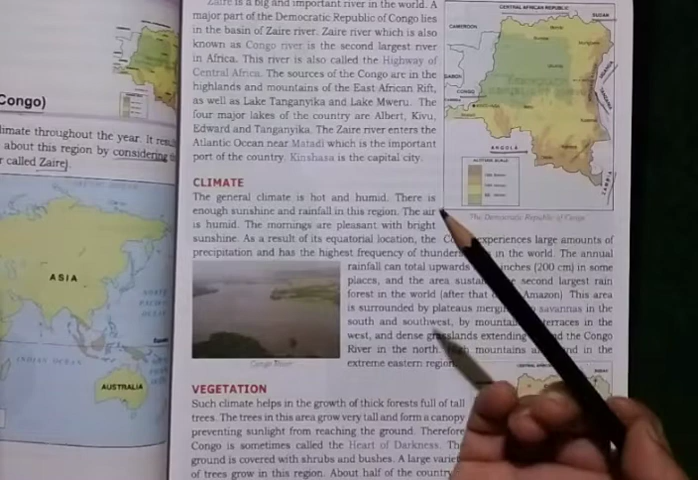 Congo)
limate throughout the year. It
about this region by considering
r called Zaire).
ASIA
NORTH
PACIFIC
OCEAN
INDIAN OCEAN
AUSTRALIA
Zaire is a big and important river in the world. A
major part of the Democratic Republic of Congo lies
in the basin of Zaire river. Zaire river which is also
known as Congo river is the second largest river
in Africa. This river is also called the Highway of
Central Africa. The sources of the Congo are in the
highlands and mountains of the East African Rift,
as well as Lake Tanganyika and Lake Mweru. The
four major lakes of the country are Albert, Kivu,
Edward and Tanganyika. The Zaire river enters the
Atlantic Ocean near Matadi which is the important
port of the country. Kinshasa is the capital city.
CENTRAL AFRICAN REPUBLIC
SUDAN
CAMEROON
GABON
CONGO
ANGOLA
The Democratic Republic of Congo
CLIMATE
The general climate is hot and humid. There is
enough sunshine and rainfall in this region. The air
is humid. The mornings are pleasant with bright
sunshine. As a result of its equatorial location, the experiences large amounts of
precipitation and has the highest frequency of in the world. The annual
rainfall can total upwards inches (200 cm) in some
places, and the area second largest rain
forest in the world (after that Amazon) This area
is surrounded by plateaus savannas in the
south and southwest, by terraces in the
west, and dense grasslands extending the Congo
River in the north. mountains in the
extreme eastern region.
Congo River
VEGETATION
Such climate helps in the growth of thick forests full of tall
trees. The trees in this area grow very tall and form a canopy
preventing sunlight from reaching the ground. Therefore
Congo is sometimes called the Heart of Darkness. The
ground is covered with shrubs and bushes. A large
of trees grow in this region. About half of the country